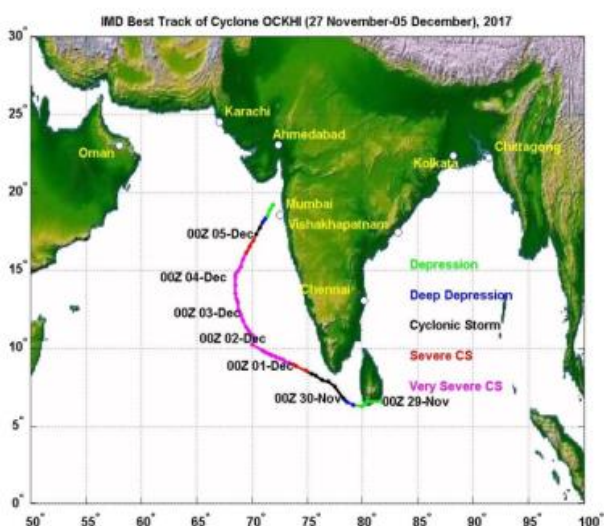 IMD Best Track of Cyclone OCKHI (27 November-05 December), 2017
30°
25°
20°
15°
10°
5°
0°
Karachi
Ahmedabad
Oman
Kolkata
Chittagong
Mumbai
Vishakhapatnam
00Z 05-Dec
Depression
00Z 04-Dec
Chennai
Deep Depression
00Z 03-Dec
Cyclonic Storm
00Z 02-Dec
Severe CS
00Z 01-Dec
Very Severe CS
00Z 30-Nov
00Z 29-Nov
50° 55° 60° 65° 70° 75° 80° 85° 90° 95° 100°